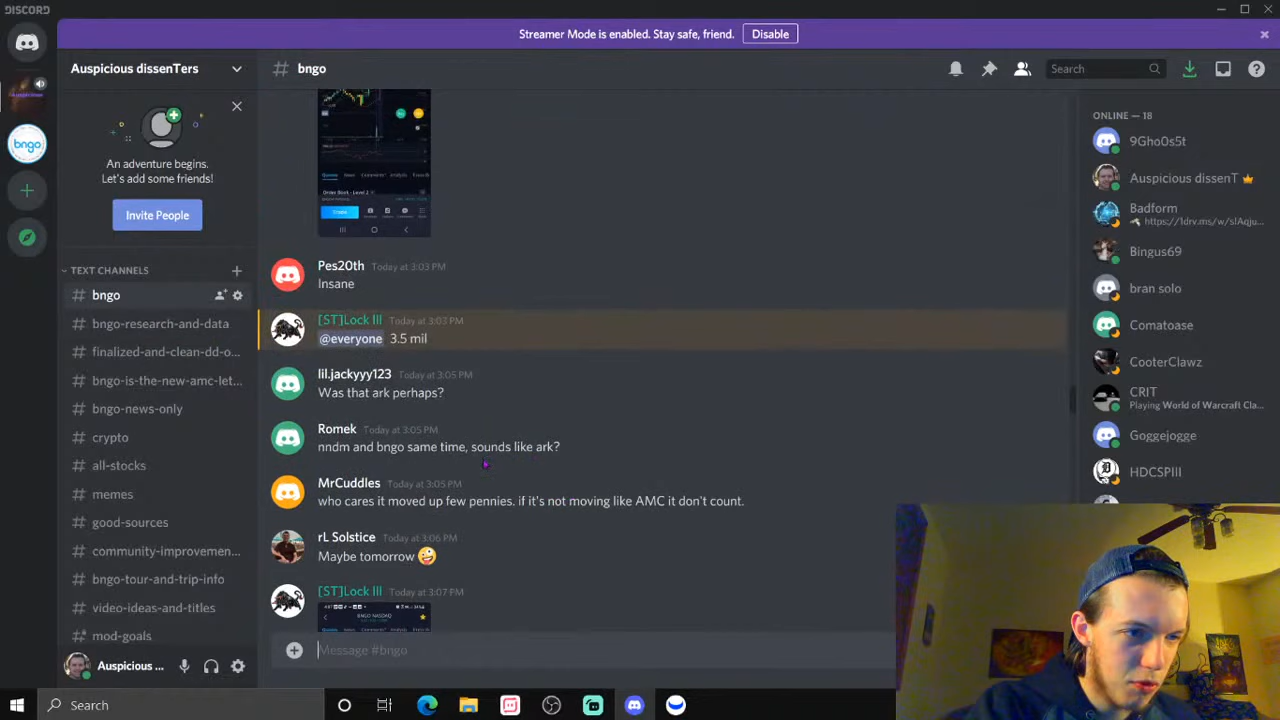 DISCORD
Streamer Mode is enabled. Stay safe, friend. Disable
Auspicious dissenTers
# bngo
Search
An adventure begins.
Let's add some friends!
Invite People
TEXT CHANNELS
# bngo
# bngo-research-and-data
# finalized-and-clean-dd-o...
# bngo-is-the-new-amc-let...
# bngo-news-only
# crypto
# all-stocks
# memes
# good-sources
# community-improvemen...
# bngo-tour-and-trip-info
# video-ideas-and-titles
# mod-goals
Auspicious ...
bngo
Order Book - Level 2
Pes20th Today at 3:03 PM
Insane
[ST]Lock III Today at 3:03 PM
@everyone 3.5 mil
lil.jackyyy123 Today at 3:05 PM
Was that ark perhaps?
Romek Today at 3:05 PM
nndm and bngo same time, sounds like ark?
MrCuddles Today at 3:05 PM
who cares it moved up few pennies. if it's not moving like AMC it don't count.
rL Solstice Today at 3:06 PM
Maybe tomorrow
[ST]Lock III Today at 3:07 PM
BNGO NASDAQ
Message #bngo
ONLINE — 18
9Gho0s5t
Auspicious dissenT
Badform
Bingus69
bran solo
Comatoase
CooterClawz
CRIT
Playing World of Warcraft Cla...
Goggejogge
HDCSPIII
Search